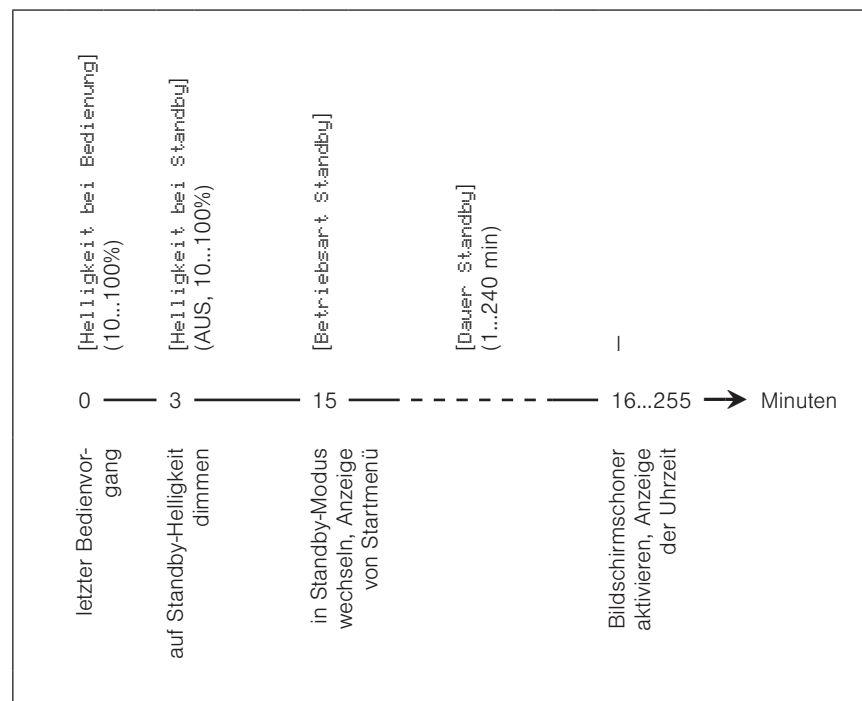 [Helligkeit bei Bedienung]
(10...100%)
[Helligkeit bei Standby]
(AUS, 10...100%)
[Betriebsart Standby]
[Dauer Standby]
(1...240 min)
–
0
3
15
16...255
Minuten
letzter Bedienvor-
gang
auf Standby-Helligkeit
dimmen
in Standby-Modus
wechseln, Anzeige
von Startmenü
Bildschirmschoner
aktivieren, Anzeige
der Uhrzeit